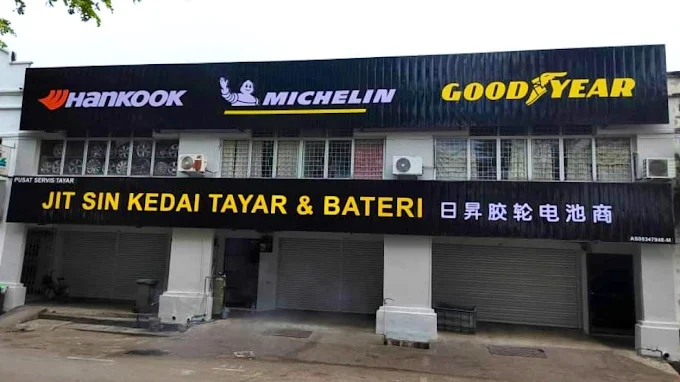 HANKOOK
MICHELIN
GOODYEAR
PUSAT SERVIS TAYAR
JIT SIN KEDAI TAYAR & BATERI 日昇胶轮电池商